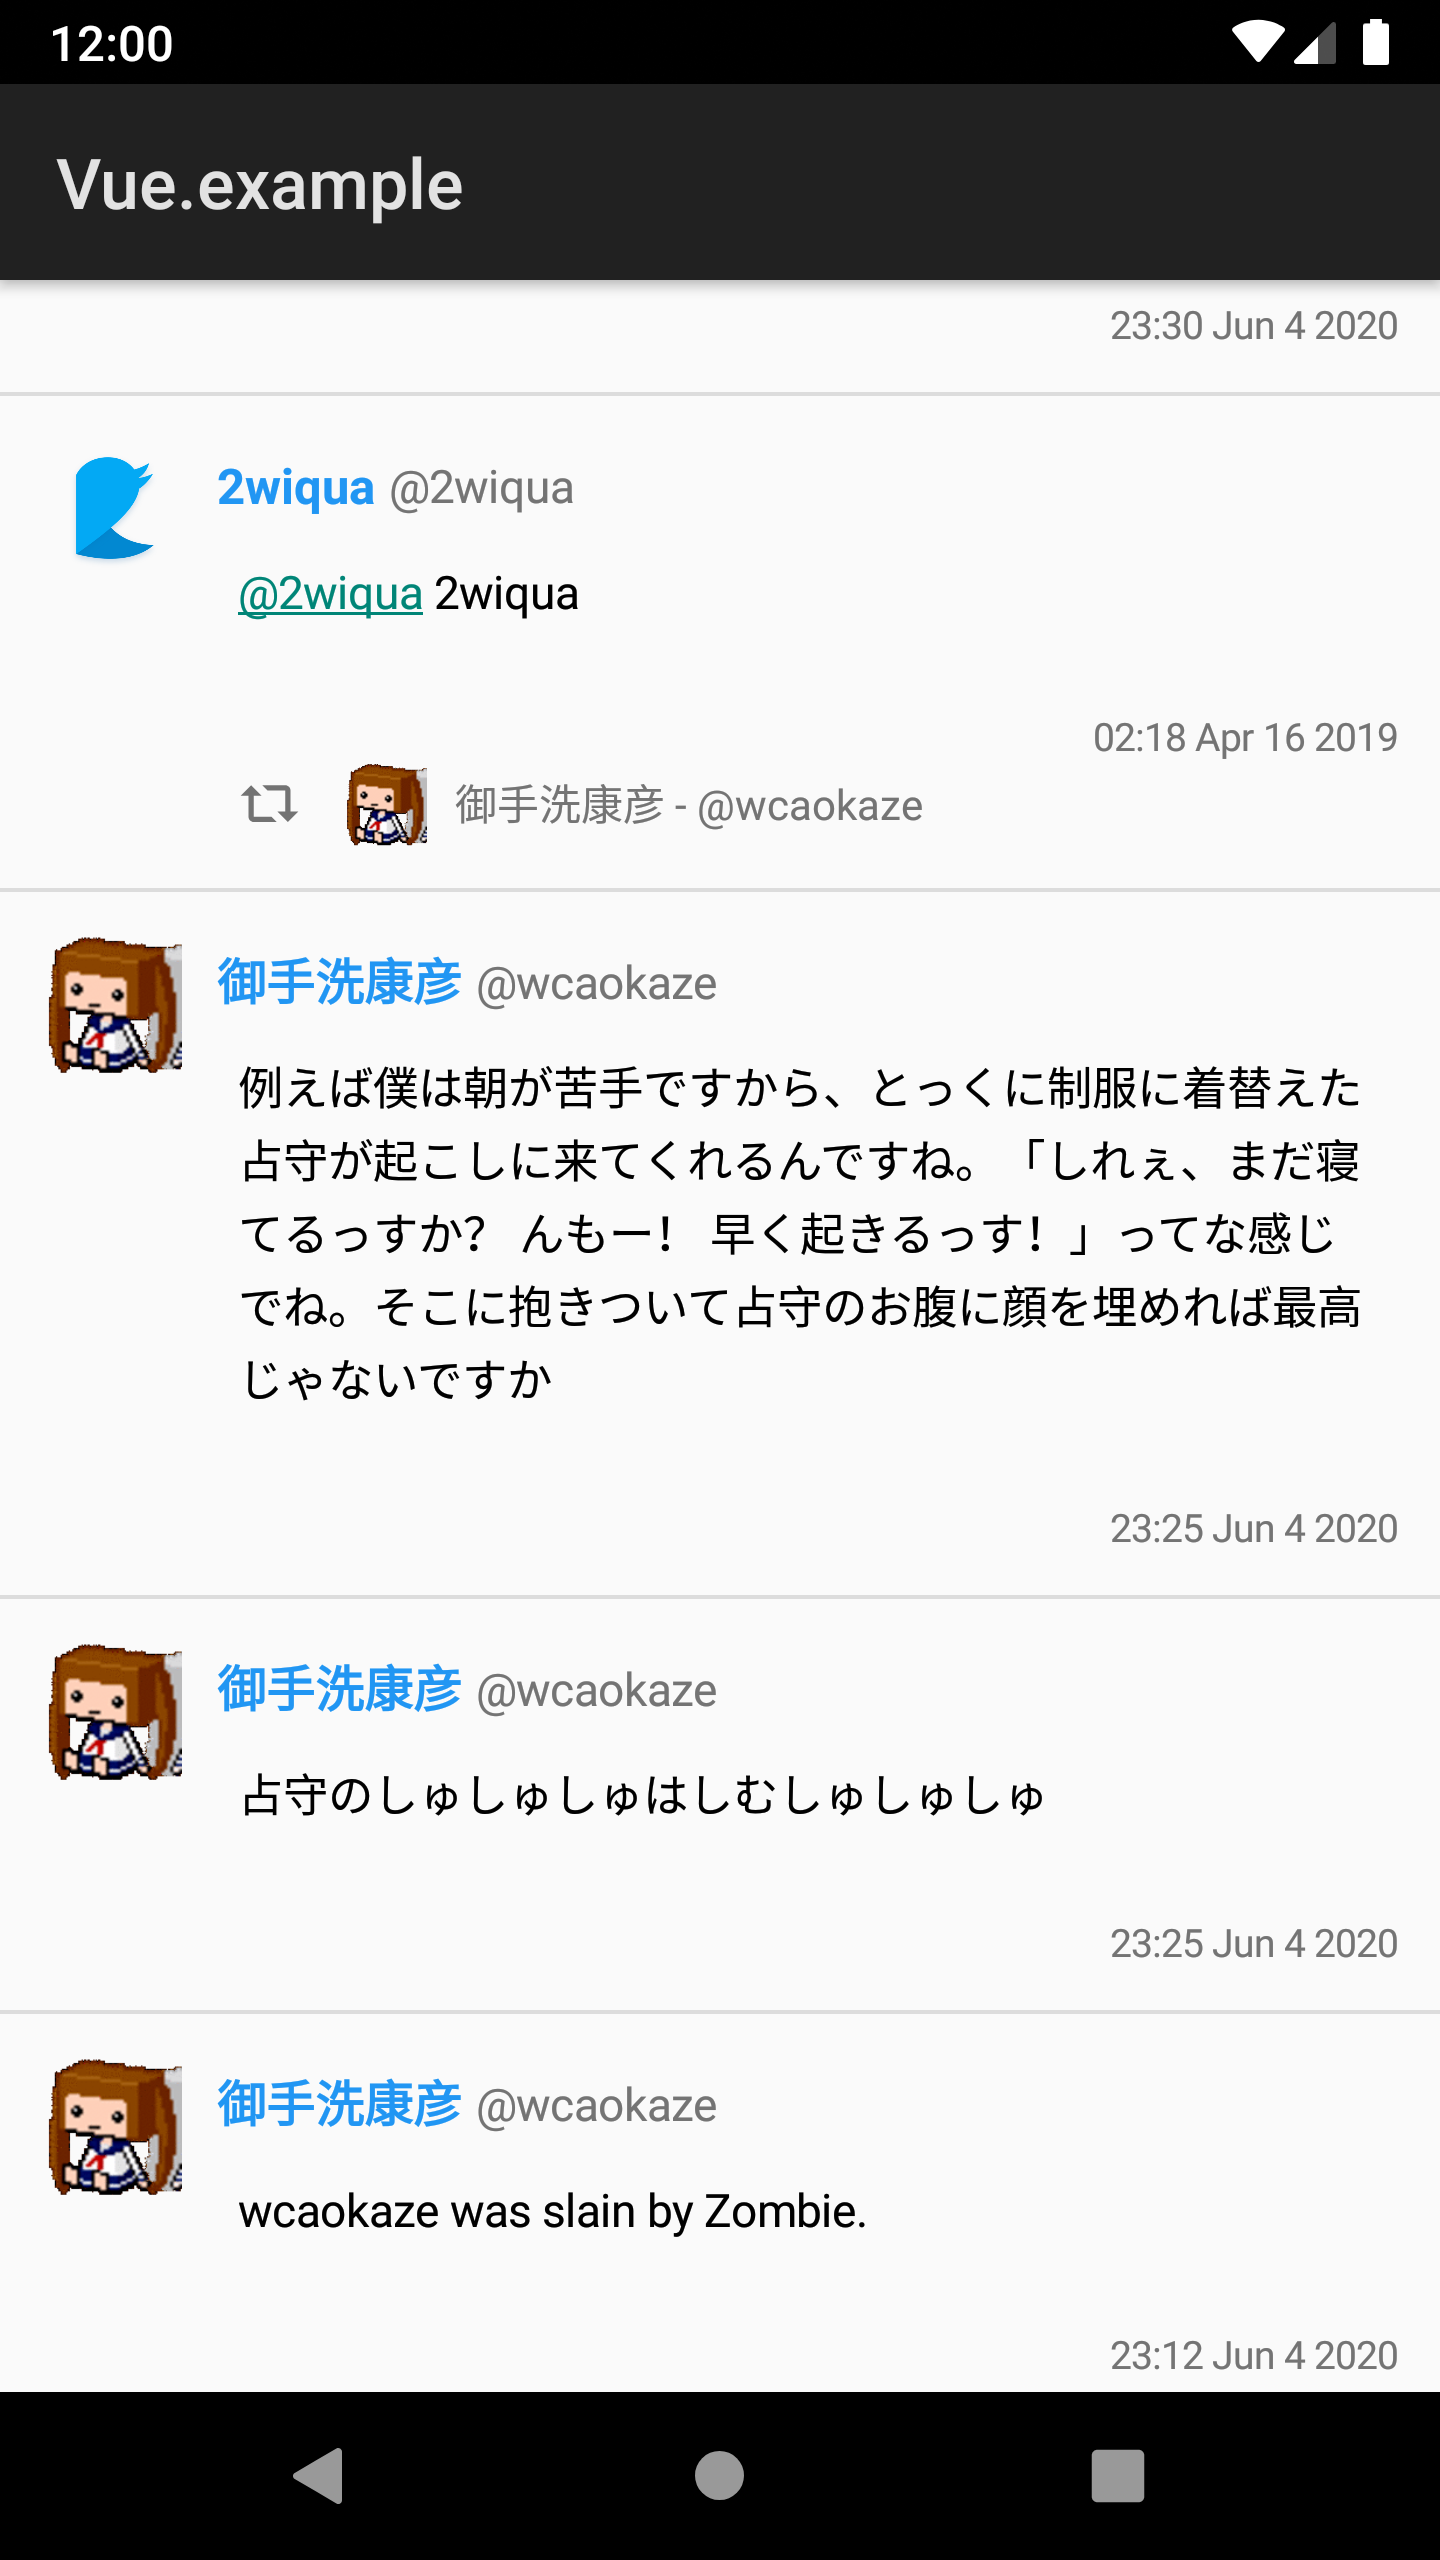 12:00
Vue.example
23:30 Jun 4 2020
2wiqua @2wiqua
@2wiqua 2wiqua
02:18 Apr 16 2019
御手洗康彦 - @wcaokaze
御手洗康彦 @wcaokaze
例えば僕は朝が苦手ですから、とっくに制服に着替えた
占守が起こしに来てくれるんですね。「しれぇ、まだ寝
てるっすか？ んもー！ 早く起きるっす！」ってな感じ
でね。そこに抱きついて占守のお腹に顔を埋めれば最高
じゃないですか
23:25 Jun 4 2020
御手洗康彦 @wcaokaze
占守のしゅしゅしゅはしむしゅしゅしゅ
23:25 Jun 4 2020
御手洗康彦 @wcaokaze
wcaokaze was slain by Zombie.
23:12 Jun 4 2020